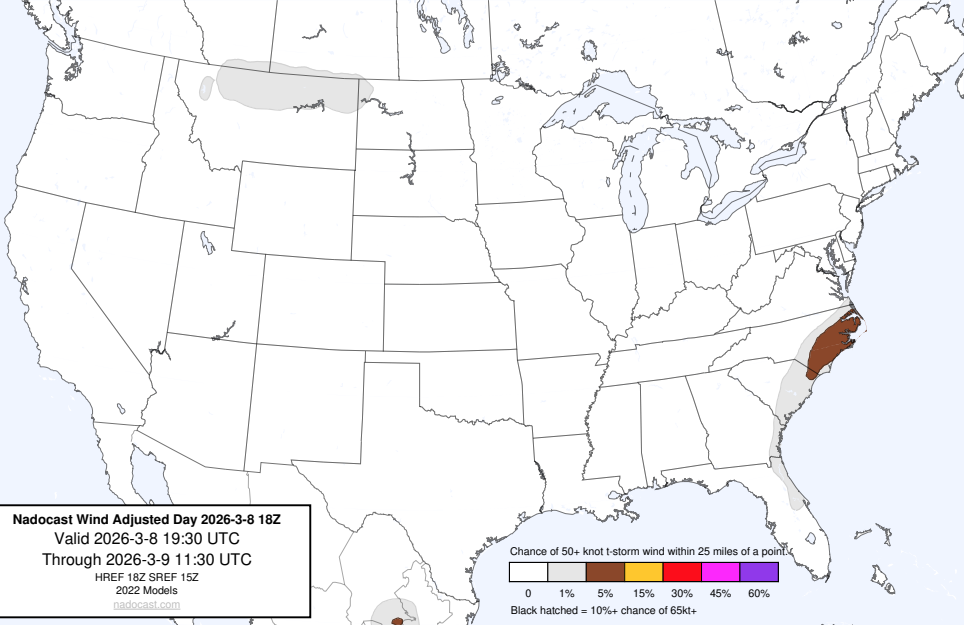 Nadocast Wind Adjusted Day 2026-3-8 18Z
Valid 2026-3-8 19:30 UTC
Through 2026-3-9 11:30 UTC
HREF 18Z SREF 15Z
2022 Models
nadocast.com
Chance of 50+ knot t-storm wind within 25 miles of a point.
0 1% 5% 15% 30% 45% 60%
Black hatched = 10%+ chance of 65kt+